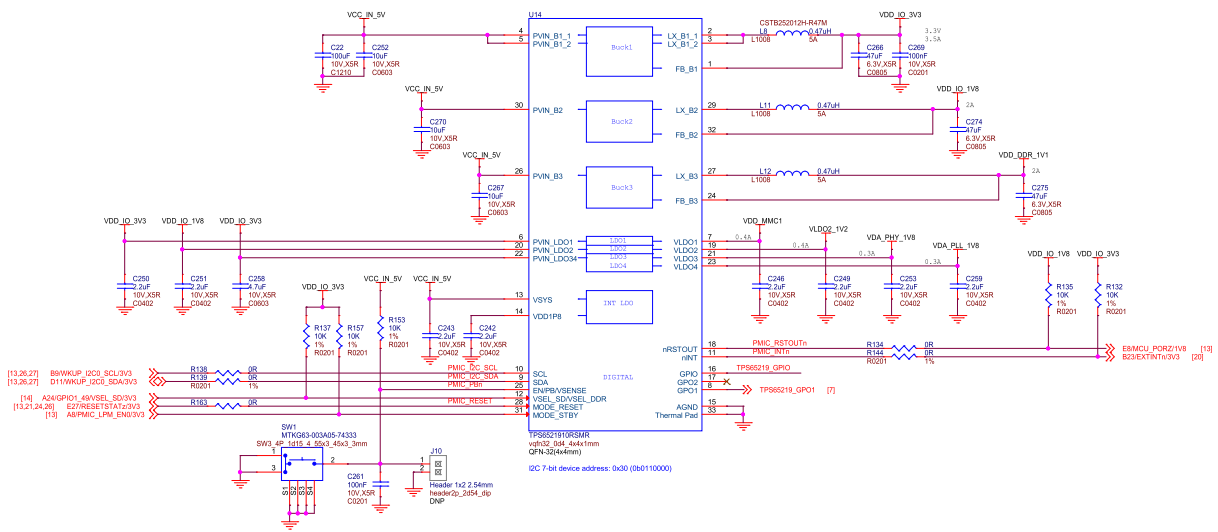 U14
VCC_IN_5V
C22
100uF
10V,X5R
C1210
C252
10uF
10V,X5R
C0603
4
5
PVIN_B1_1
PVIN_B1_2
Buck1
LX_B1_1
LX_B1_2
FB_B1
2
3
1
CSTB252012H-R47M
L8
0.47uH
L1008
5A
VDD_IO_3V3
3.3V
3.5A
C266
47uF
6.3V,X5R
C0805
C269
100nF
10V,X5R
C0201
VCC_IN_5V
C270
10uF
10V,X5R
C0603
30
PVIN_B2
Buck2
LX_B2
FB_B2
29
32
L11
0.47uH
L1008
5A
VDD_IO_1V8
2A
C274
47uF
6.3V,X5R
C0805
VCC_IN_5V
C267
10uF
10V,X5R
C0603
26
PVIN_B3
Buck3
LX_B3
FB_B3
27
24
L12
0.47uH
L1008
5A
VDD_DDR_1V1
2A
C275
47uF
6.3V,X5R
C0805
VDD_IO_3V3
VDD_IO_1V8
VDD_IO_3V3
C250
2.2uF
10V,X5R
C0402
C251
2.2uF
10V,X5R
C0402
C258
4.7uF
10V,X5R
C0603
6
20
22
PVIN_LDO1
PVIN_LDO2
PVIN_LDO34
LDO1
LDO2
LDO3
LDO4
VLDO1
VLDO2
VLDO3
VLDO4
7
19
21
23
VDD_MMC1
0.4A
VLDO2_1V2
0.4A
VDA_PHY_1V8
0.3A
VDA_PLL_1V8
0.3A
C246
2.2uF
10V,X5R
C0402
C249
2.2uF
10V,X5R
C0402
C253
2.2uF
10V,X5R
C0402
C259
2.2uF
10V,X5R
C0402
VDD_IO_1V8
VDD_IO_3V3
R135
10K
1%
R0201
R132
10K
1%
R0201
VCC_IN_5V
VCC_IN_5V
13
14
VSYS
VDD1P8
INT LDO
C243
2.2uF
10V,X5R
C0402
C242
2.2uF
10V,X5R
C0402
VDD_IO_3V3
R137
10K
1%
R0201
R157
10K
1%
R0201
R153
10K
1%
R0201
nRSTOUT
nINT
18
11
PMIC_RSTOUTn
PMIC_INTn
R134
0R
R144
0R
R0201
1%
E8/MCU_PORZ/1V8
[13]
B23/EXTINTn/3V3
[20]
[13,26,27]
B9/WKUP_I2C0_SCL/3V3
[13,26,27]
D11/WKUP_I2C0_SDA/3V3
R138
0R
R139
0R
R0201
1%
PMIC_I2C_SCL
PMIC_I2C_SDA
PMIC_PBn
10
9
25
SCL
SDA
EN/PB/VSENSE
DIGITAL
GPIO
GPO2
GPO1
16
17
8
TPS65219_GPIO
TPS65219_GPO1
[7]
[14]
A24/GPIO1_49/VSEL_SD/3V3
[13,21,24,26]
E27/RESETSTATz/3V3
[13]
A8/PMIC_LPM_EN0/3V3
R163
0R
PMIC_RESET
12
28
31
VSEL_SD/VSEL_DDR
MODE_RESET
MODE_STBY
AGND
Thermal Pad
15
33
TPS6521910RSMR
vqfn32_0d4_4x4x1mm
QFN-32(4x4mm)
I2C 7-bit device address: 0x30 (0b0110000)
SW1
MTKG63-003A05-74333
SW3_4P_1d15_4_55x3_45x3_3mm
1
3
2
S1
S2
S3
S4
C261
100nF
10V,X5R
C0201
J10
1
2
Header 1x2 2.54mm
header2p_2d54_dip
DNP